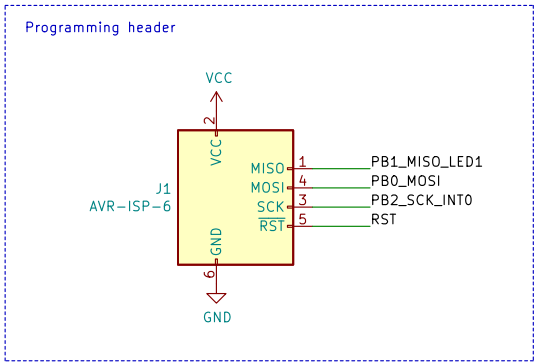 Programming header
VCC
2
VCC
MISO 1 PB1_MISO_LED1
J1 MOSI 4 PB0_MOSI
AVR-ISP-6 SCK 3 PB2_SCK_INT0
RST 5 RST
GND
6
GND